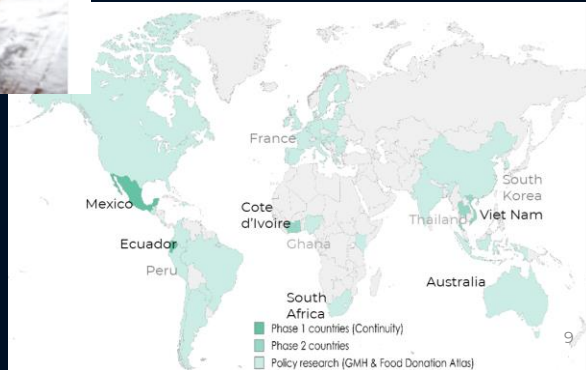 France
South
Korea
Mexico
Cote
d'Ivoire
Thailand
Viet Nam
Ghana
Ecuador
Peru
Australia
South
Africa
Phase 1 countries (Continuity)
Phase 2 countries
Policy research (GMH & Food Donation Atlas)
9